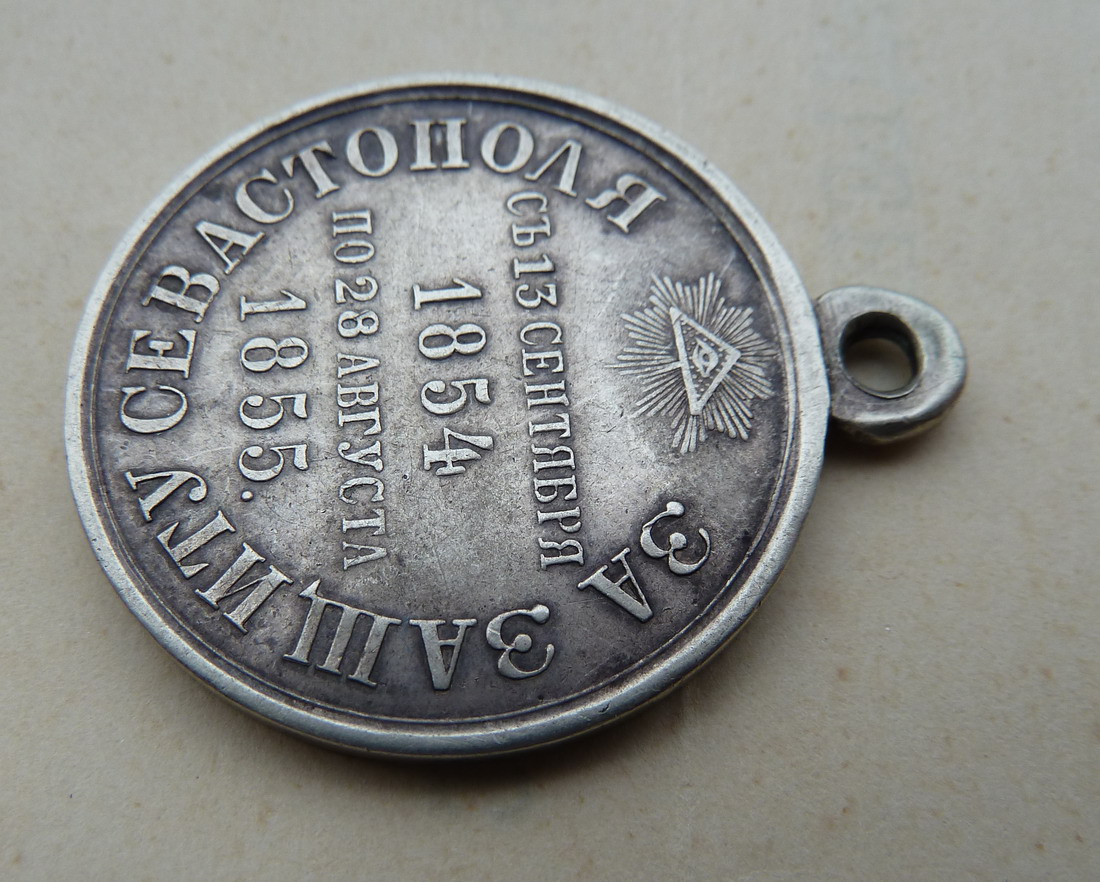 ЗА ЗАЩИТУ СЕВАСТОПОЛЯ
СЪ 13 СЕНТЯБРЯ
1854
ПО 28 АВГУСТА
1855.